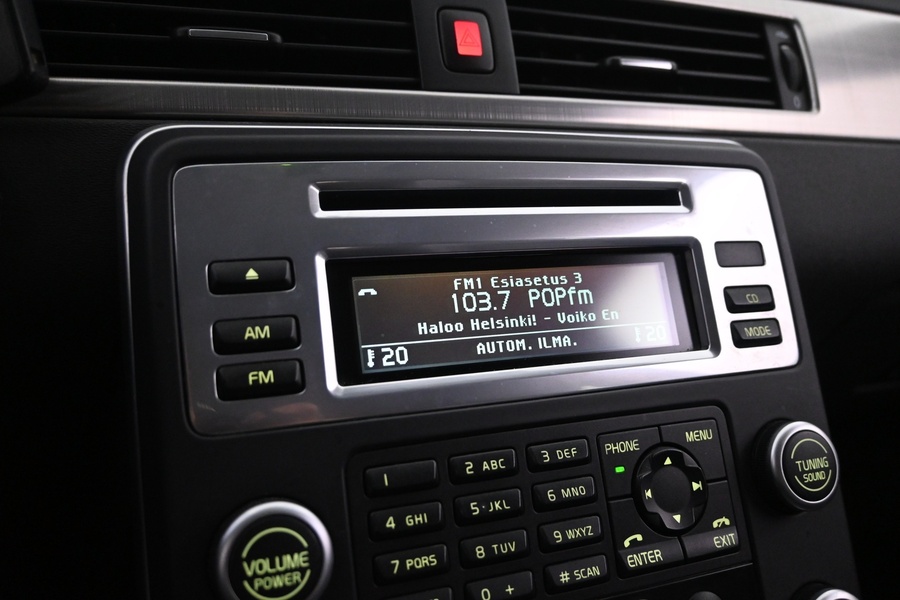 FM1 Esiasetus 3
103.7 POPfm
Haloo Helsinki! - Voiko En
20 AUTOM. ILMA. 20
AM
FM
CD
MODE
1
2 ABC
3 DEF
4 GHI
5·JKL
6 MNO
7 PQRS
8 TUV
9 WXYZ
0 +
# SCAN
PHONE
MENU
ENTER
EXIT
VOLUME
POWER
TUNING
SOUND